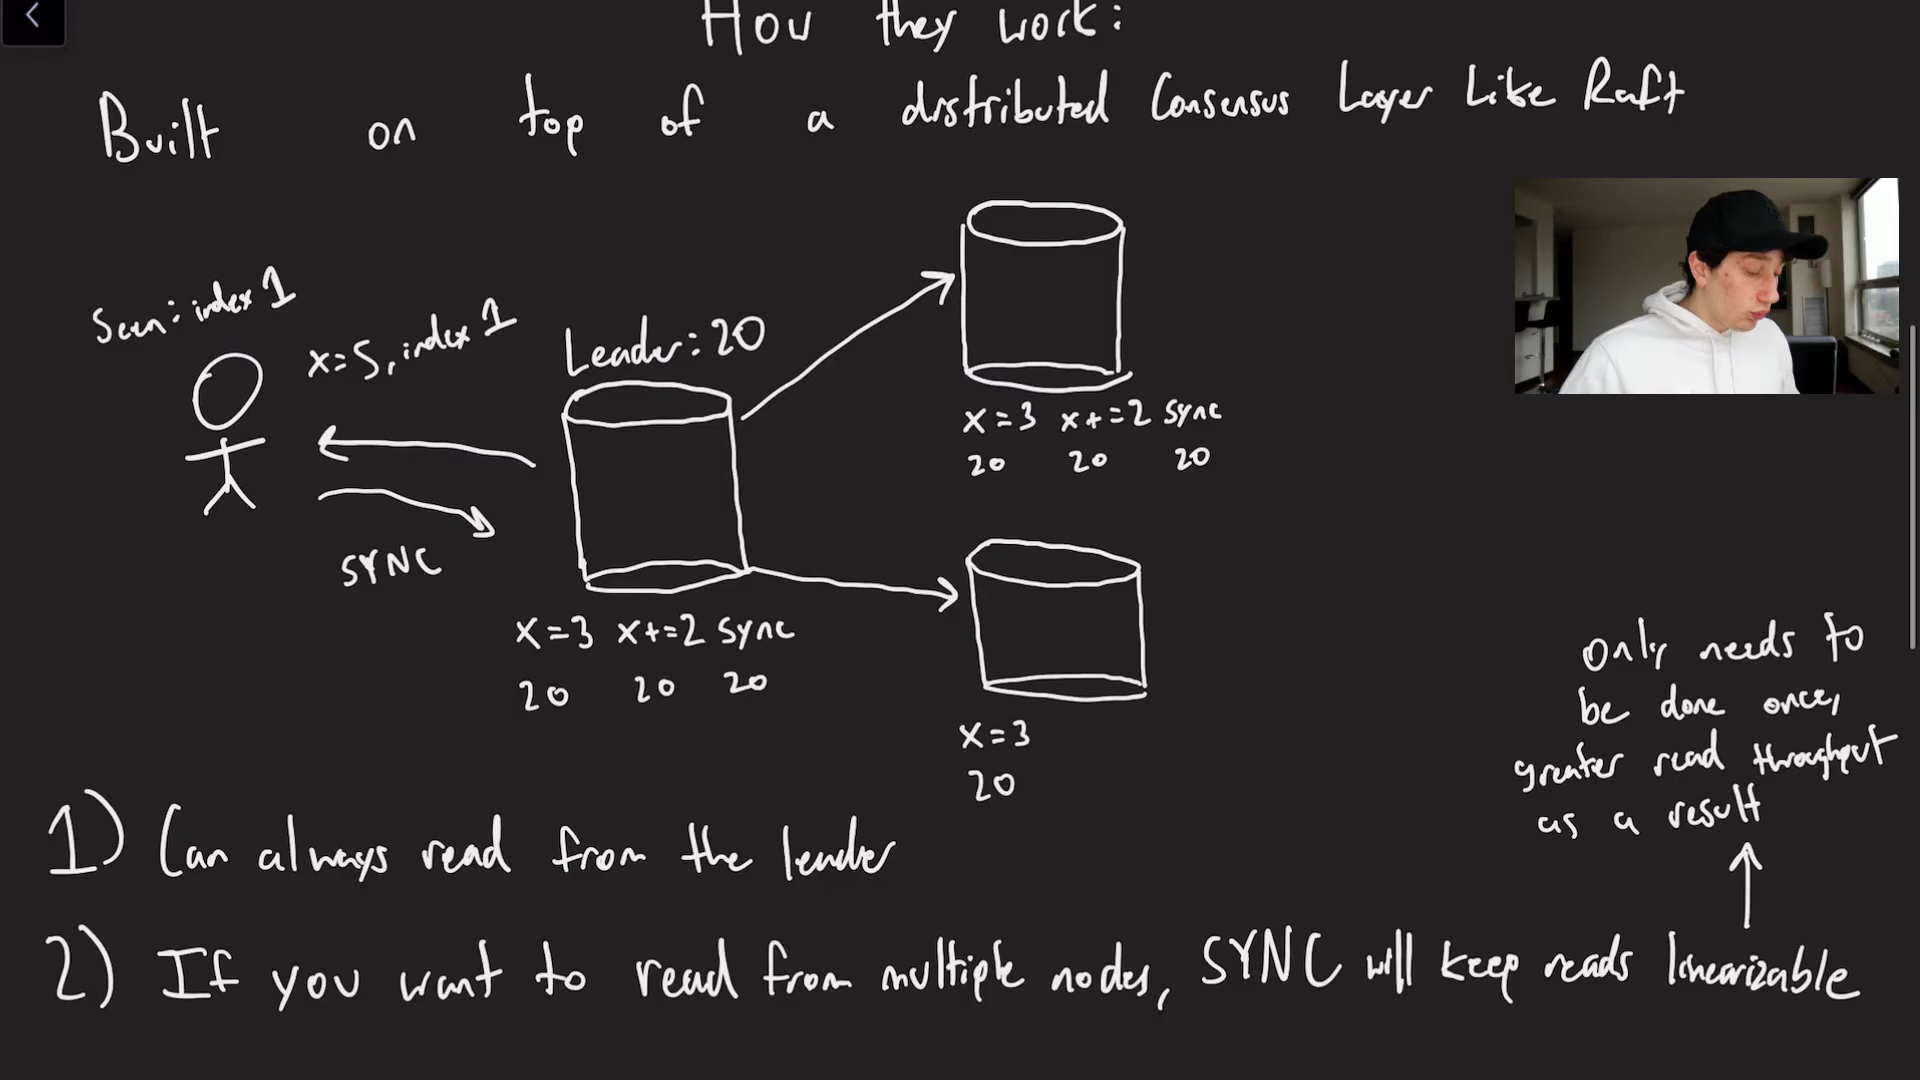 How they work:
Built on top of a distributed Consensus Layer Like Raft
Seen: index 1
x=5, index 1
Leader: 20
SYNC
x=3 x+=2 sync
20 20 20
x=3 x+=2 sync
20 20 20
x=3
20
Only needs to
be done once,
greater read throughput
as a result
1) Can always read from the leader
2) If you want to read from multiple nodes, SYNC will keep reads linearizable